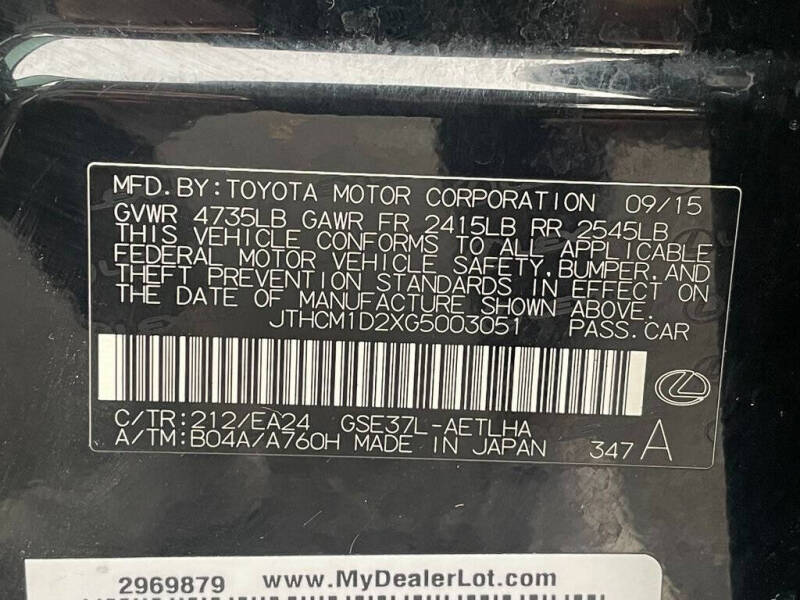 MFD. BY: TOYOTA MOTOR CORPORATION 09/15
GVWR 4735LB GAWR FR 2415LB RR 2545LB
THIS VEHICLE CONFORMS TO ALL APPLICABLE
FEDERAL MOTOR VEHICLE SAFETY, BUMPER, AND
THEFT PREVENTION STANDARDS IN EFFECT ON
THE DATE OF MANUFACTURE SHOWN ABOVE.
JTHCM1D2XG5003051 PASS. CAR
C/TR: 212/EA24 GSE37L-AETLHA
A/TM: B04A/A760H MADE IN JAPAN 347 A
2969879 www.MyDealerLot.com